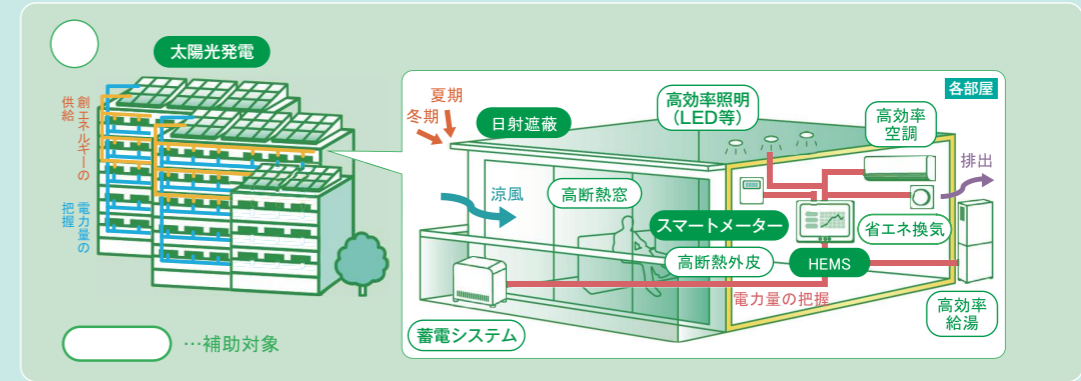 太陽光発電
創エネルギーの
供給
電力量の
把握
…補助対象
各部屋
夏期
冬期
日射遮蔽
高効率照明
(LED等)
高効率
空調
排出
涼風
高断熱窓
スマートメーター
省エネ換気
高断熱外皮
HEMS
電力量の把握
蓄電システム
高効率
給湯